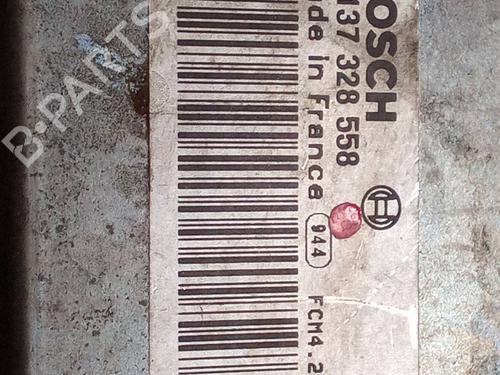 BOSCH
137 328 558
de in France 944 FCM4.2
B-PARTS